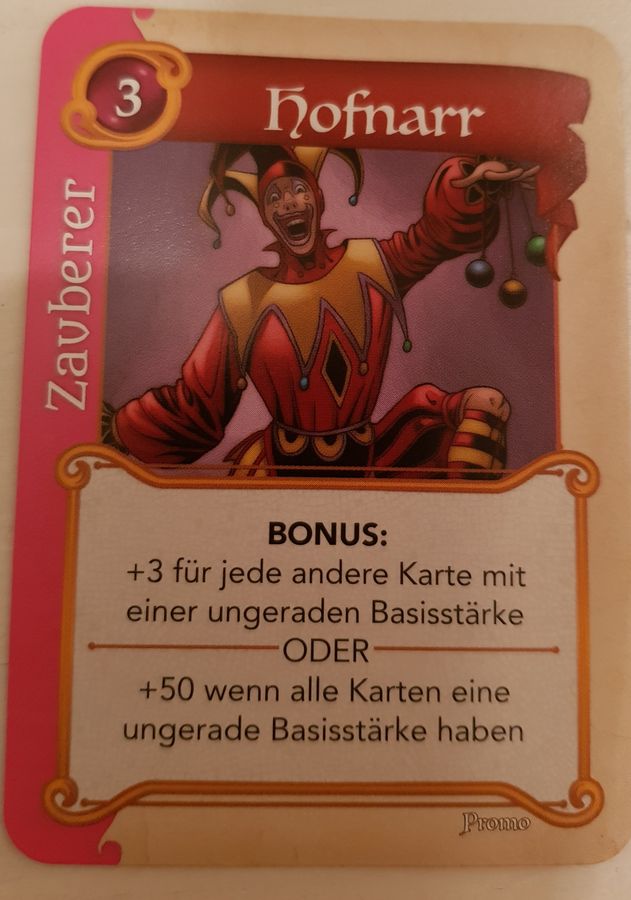 3
Hofnarr
Zauberer
BONUS:
+3 für jede andere Karte mit
einer ungeraden Basisstärke
ODER
+50 wenn alle Karten eine
ungerade Basisstärke haben
Promo